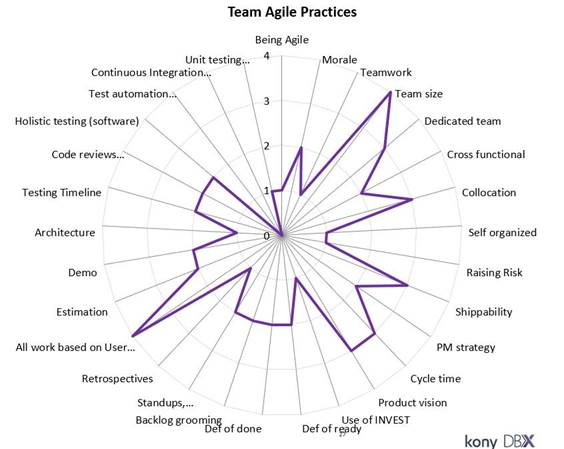 Team Agile Practices
Being Agile
Morale
Teamwork
Team size
Dedicated team
Cross functional
Collocation
Self organized
Raising Risk
Shippability
PM strategy
Cycle time
Product vision
Use of INVEST
Def of ready
Def of done
Backlog grooming
Standups,...
Retrospectives
All work based on User...
Estimation
Demo
Architecture
Testing Timeline
Code reviews...
Holistic testing (software)
Test automation...
Continuous Integration...
Unit testing...
4
3
2
1
0
kony DBX